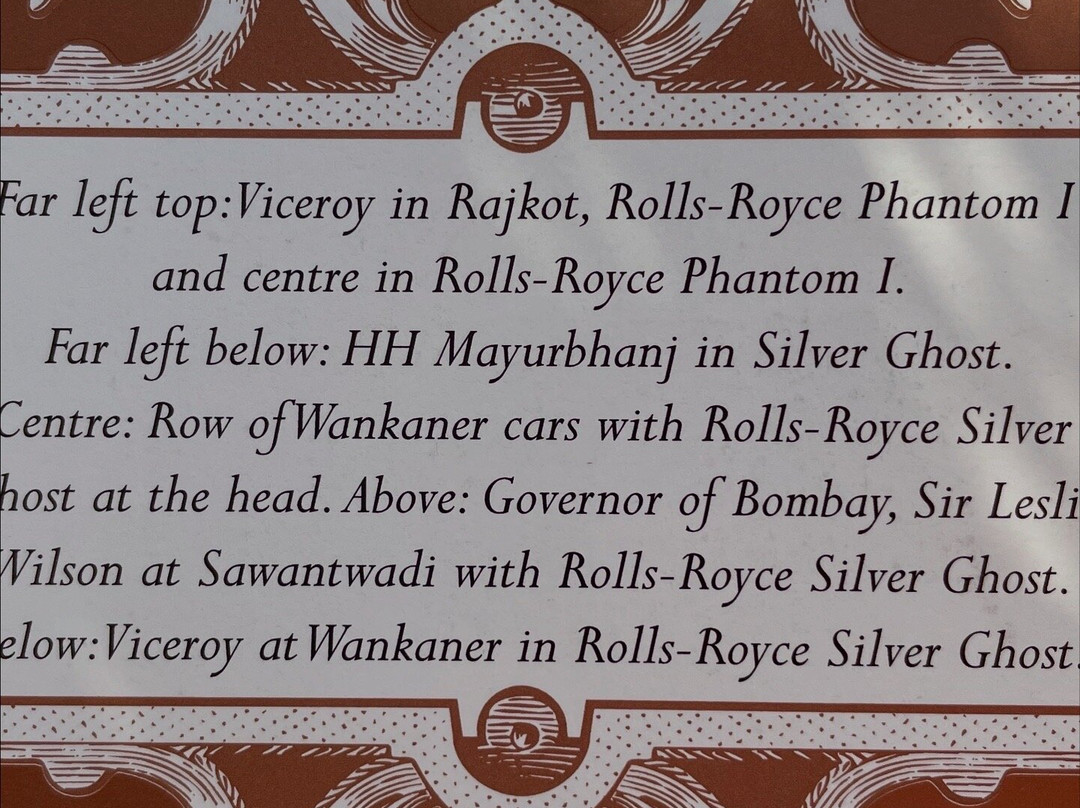 Far left top: Viceroy in Rajkot, Rolls-Royce Phantom I
and centre in Rolls-Royce Phantom I.
Far left below: HH Mayurbhanj in Silver Ghost.
Centre: Row of Wankaner cars with Rolls-Royce Silver
host at the head. Above: Governor of Bombay, Sir Lesli
Wilson at Sawantwadi with Rolls-Royce Silver Ghost.
elow: Viceroy at Wankaner in Rolls-Royce Silver Ghost.